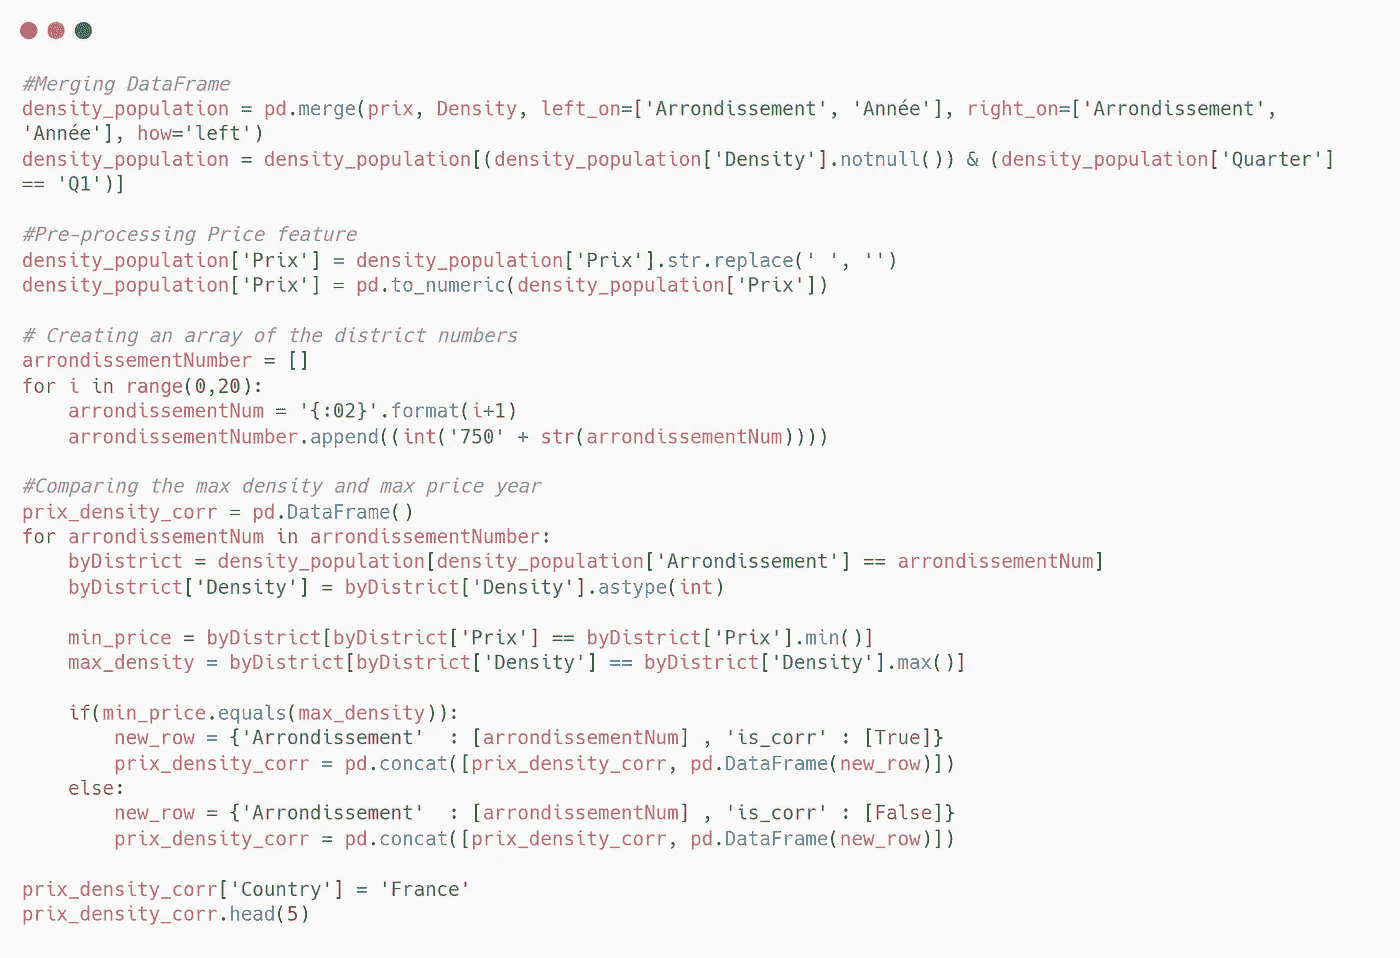 #Merging DataFrame
density_population = pd.merge(prix, Density, left_on=['Arrondissement', 'Année'], right_on=['Arrondissement',
'Année'], how='left')
density_population = density_population[(density_population['Density'].notnull()) & (density_population['Quarter']
== 'Q1')]

#Pre-processing Price feature
density_population['Prix'] = density_population['Prix'].str.replace(' ', '')
density_population['Prix'] = pd.to_numeric(density_population['Prix'])

# Creating an array of the district numbers
arrondissementNumber = []
for i in range(0,20):
    arrondissementNum = '{:02}'.format(i+1)
    arrondissementNumber.append((int('750' + str(arrondissementNum))))

#Comparing the max density and max price year
prix_density_corr = pd.DataFrame()
for arrondissementNum in arrondissementNumber:
    byDistrict = density_population[density_population['Arrondissement'] == arrondissementNum]
    byDistrict['Density'] = byDistrict['Density'].astype(int)

    min_price = byDistrict[byDistrict['Prix'] == byDistrict['Prix'].min()]
    max_density = byDistrict[byDistrict['Density'] == byDistrict['Density'].max()]

    if(min_price.equals(max_density)):
        new_row = {'Arrondissement'  : [arrondissementNum] , 'is_corr' : [True]}
        prix_density_corr = pd.concat([prix_density_corr, pd.DataFrame(new_row)])
    else:
        new_row = {'Arrondissement'  : [arrondissementNum] , 'is_corr' : [False]}
        prix_density_corr = pd.concat([prix_density_corr, pd.DataFrame(new_row)])

prix_density_corr['Country'] = 'France'
prix_density_corr.head(5)